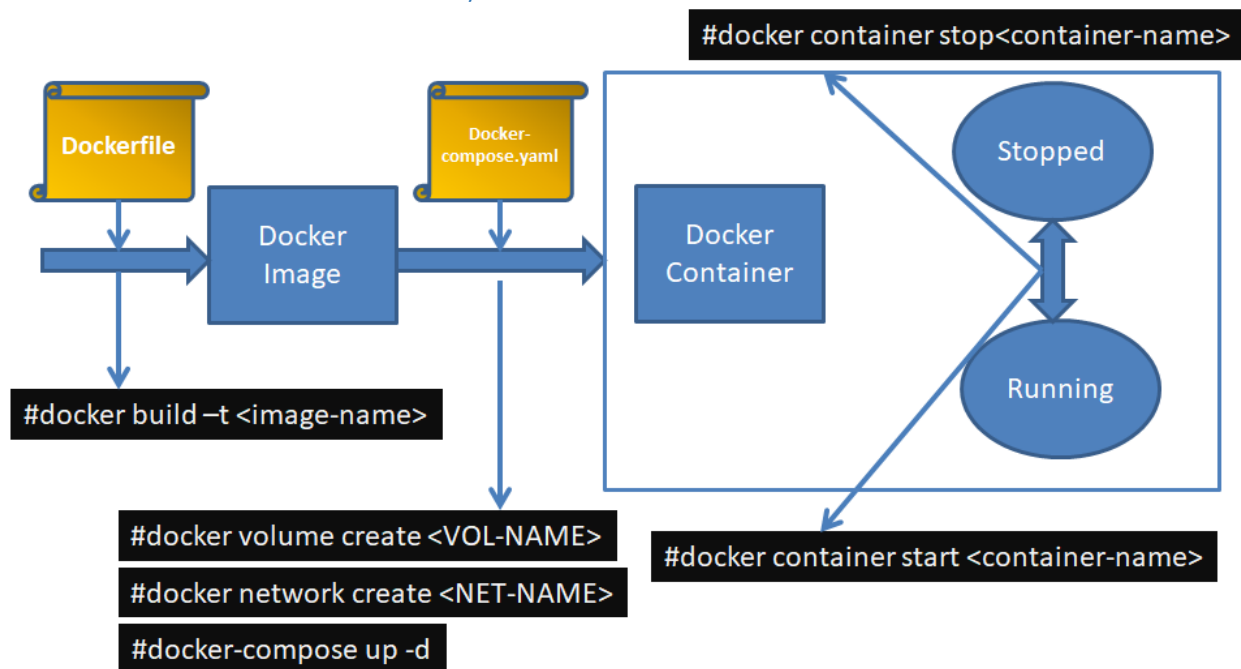 #docker container stop<container-name>
Dockerfile
Docker-
compose.yaml
Stopped
Docker
Image
Docker
Container
Running
#docker build –t <image-name>
#docker volume create <VOL-NAME>
#docker container start <container-name>
#docker network create <NET-NAME>
#docker-compose up -d